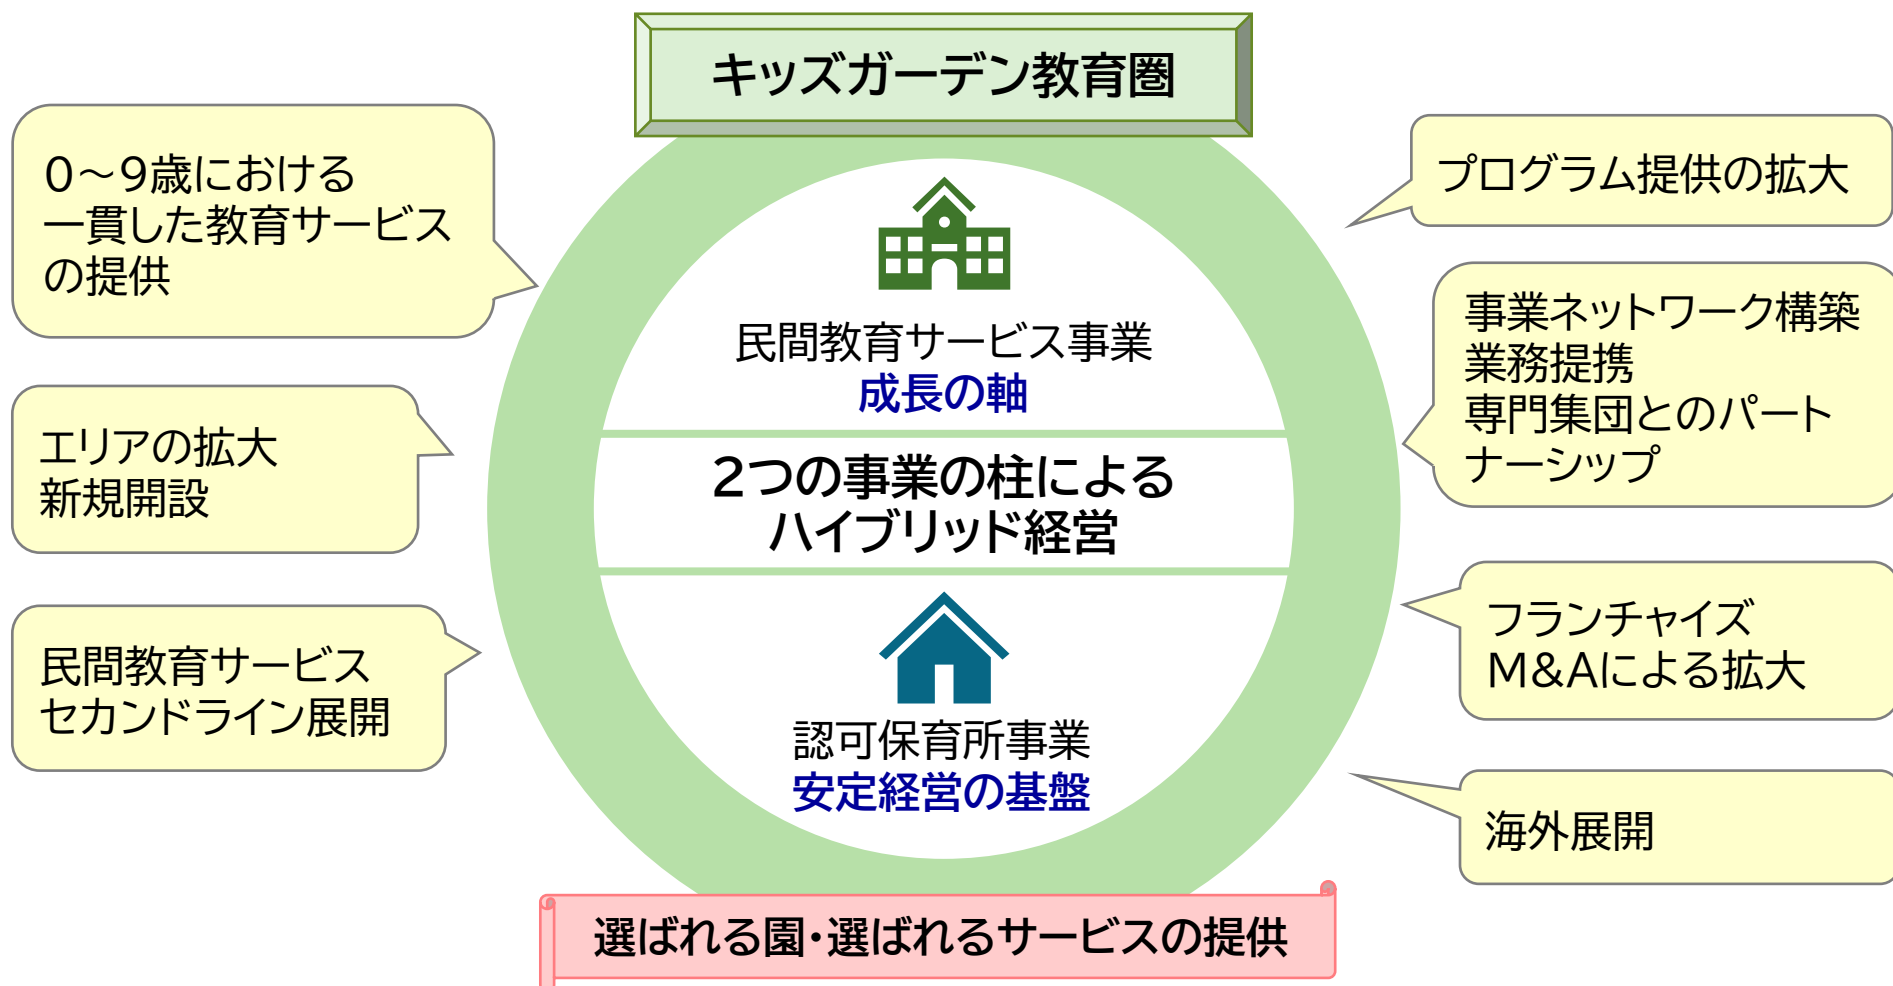 キッズガーデン教育圏
0～9歳における
一貫した教育サービス
の提供
エリアの拡大
新規開設
民間教育サービス
セカンドライン展開
民間教育サービス事業
成長の軸
2つの事業の柱による
ハイブリッド経営
認可保育所事業
安定経営の基盤
プログラム提供の拡大
事業ネットワーク構築
業務提携
専門集団とのパート
ナーシップ
フランチャイズ
M&Aによる拡大
海外展開
選ばれる園・選ばれるサービスの提供